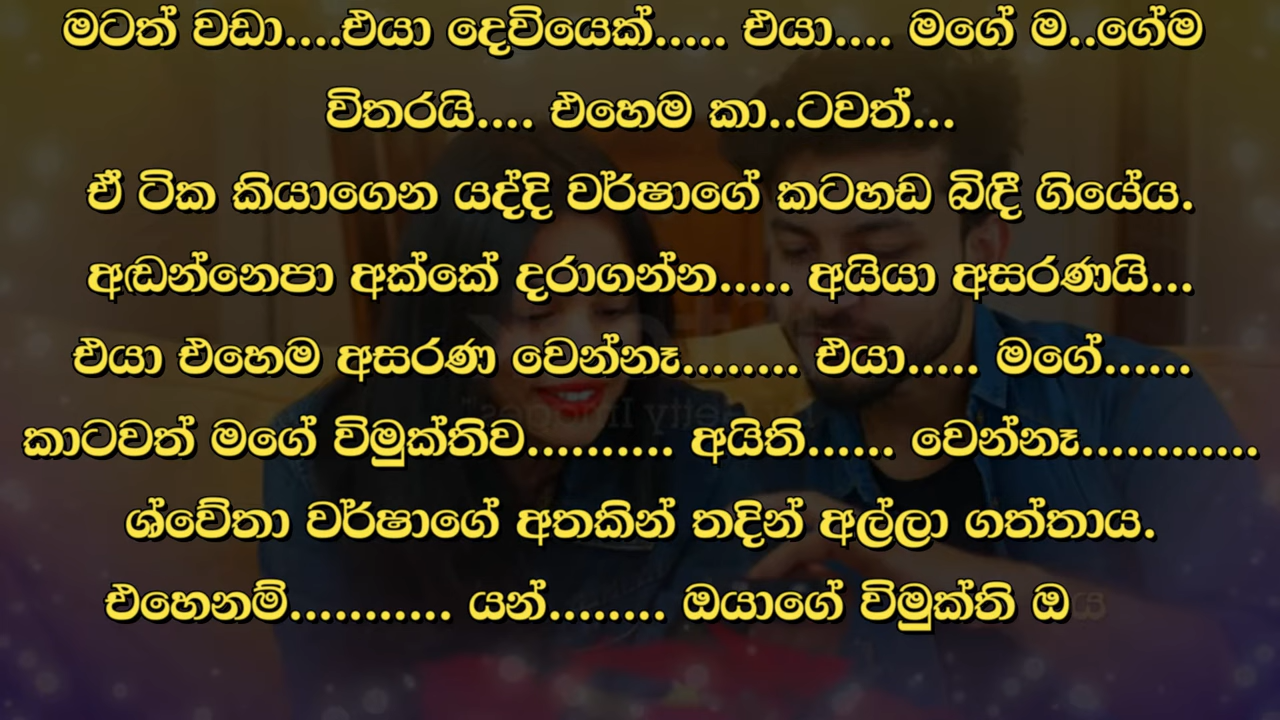 මටත් වඩා....එයා දෙවියෙක්..... එයා.... මගේ ම..ගේම
විතරයි.... එහෙම කා..ටවත්...
ඒ ටික කියාගෙන යද්දි වර්ෂාගේ කටහඩ බිඳී ගියේය.
අඬන්නෙපා අක්කේ දරාගන්න..... අයියා අසරණයි...
එයා එහෙම අසරණ වෙන්නෑ........ එයා..... මගේ......
කාටවත් මගේ විමුක්තිව.......... අයිති...... වෙන්නෑ............
ශ්වේතා වර්ෂාගේ අතකින් තදින් අල්ලා ගත්තාය.
එහෙනම්........... යන්........ ඔයාගේ විමුක්ති ඔය